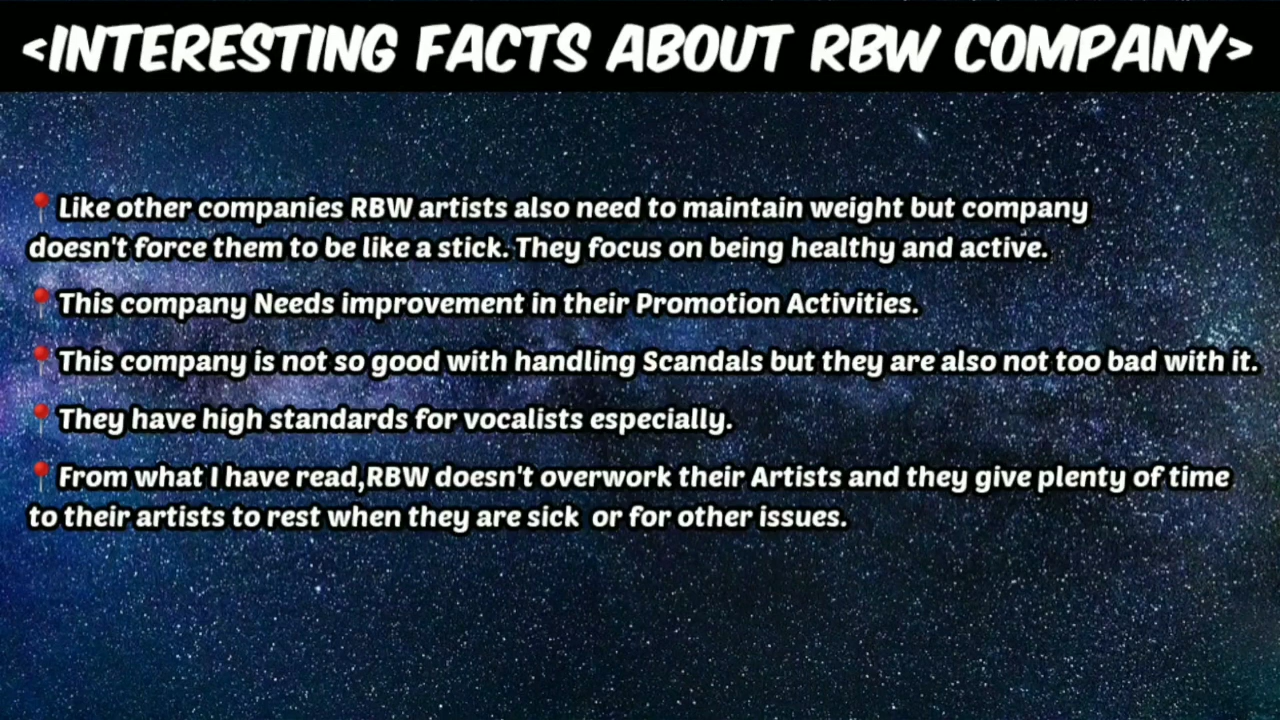 <INTERESTING FACTS ABOUT RBW COMPANY>
📍Like other companies RBW artists also need to maintain weight but company
doesn't force them to be like a stick. They focus on being healthy and active.
📍This company Needs improvement in their Promotion Activities.
📍This company is not so good with handling Scandals but they are also not too bad with it.
📍They have high standards for vocalists especially.
📍From what I have read,RBW doesn't overwork their Artists and they give plenty of time
to their artists to rest when they are sick  or for other issues.